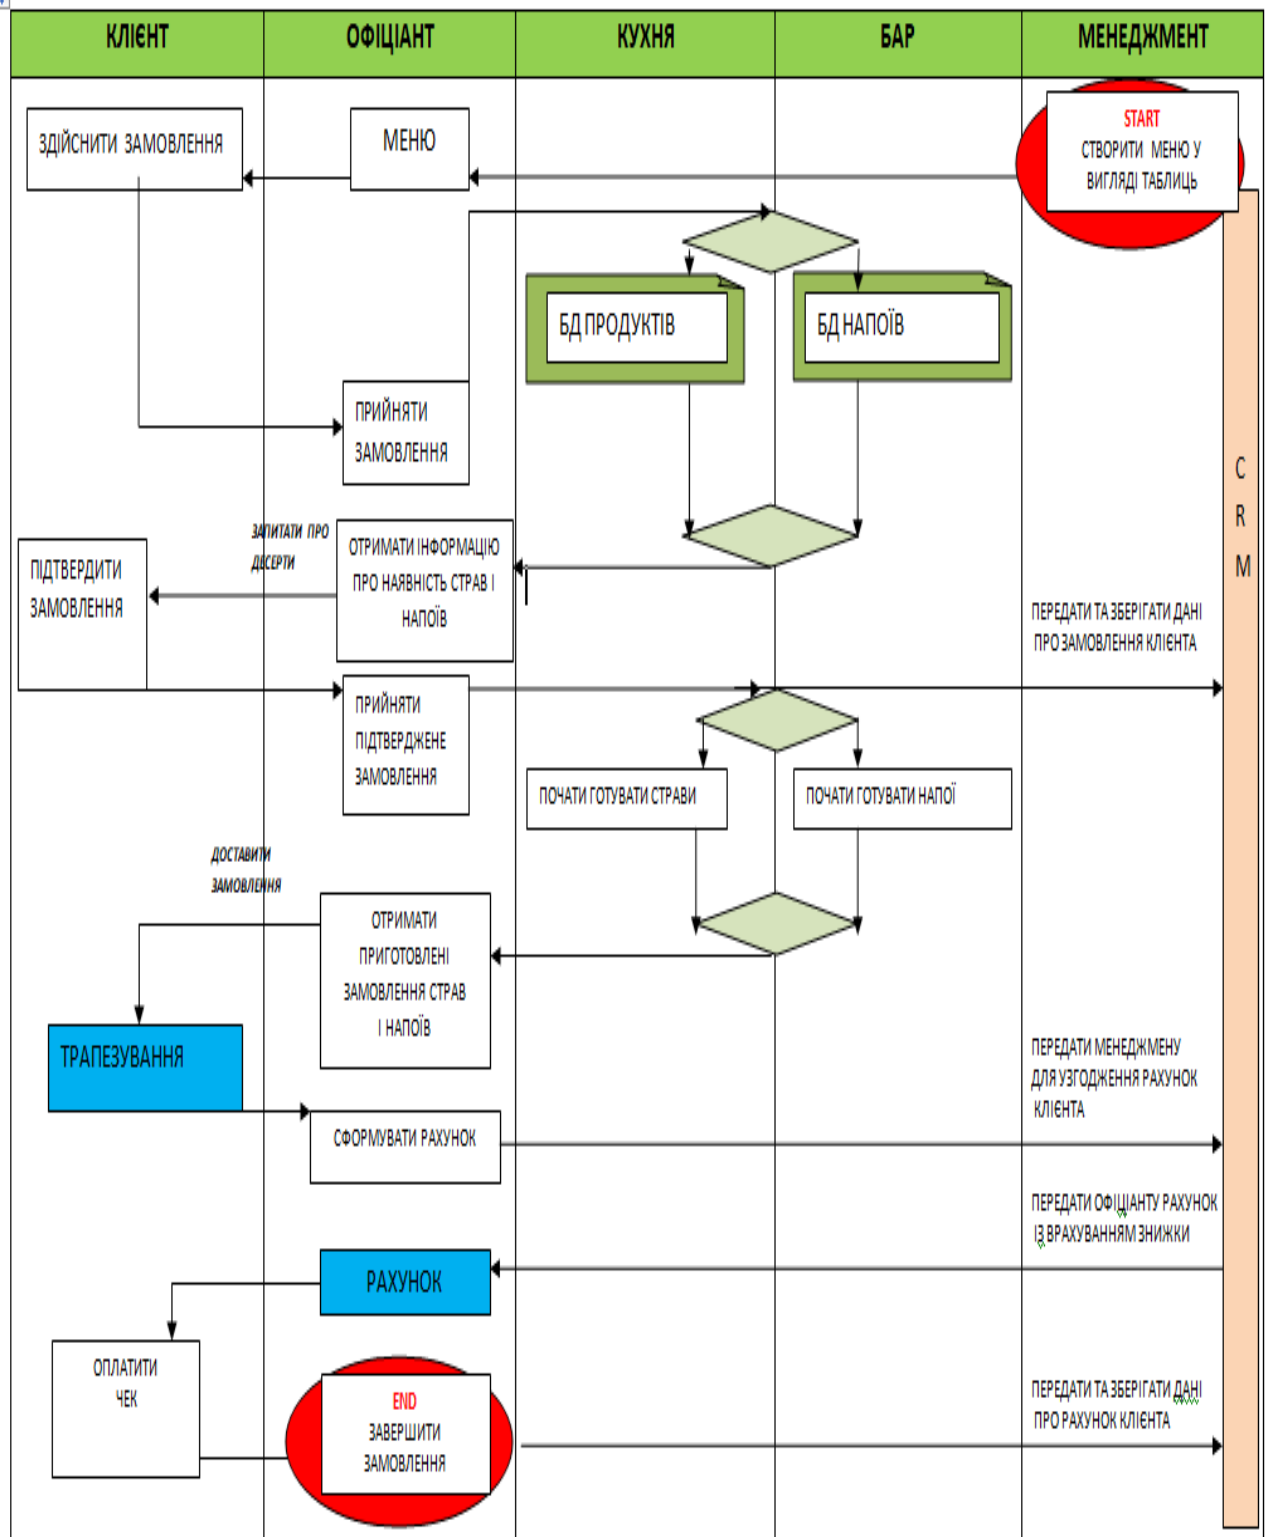 КЛІЄНТ
ОФІЦІАНТ
КУХНЯ
БАР
МЕНЕДЖМЕНТ
START
СТВОРИТИ МЕНЮ У
ВИГЛЯДІ ТАБЛИЦЬ
МЕНЮ
ЗДІЙСНИТИ ЗАМОВЛЕННЯ
ПРИЙНЯТИ
ЗАМОВЛЕННЯ
БД ПРОДУКТІВ
БД НАПОЇВ
C
R
M
ОТРИМАТИ ІНФОРМАЦІЮ
ПРО НАЯВНІСТЬ СТРАВ І
НАПОЇВ
ЗАПИТАТИ ПРО
ДЕСЕРТИ
ПІДТВЕРДИТИ
ЗАМОВЛЕННЯ
ПЕРЕДАТИ ТА ЗБЕРІГАТИ ДАНІ
ПРО ЗАМОВЛЕННЯ КЛІЄНТА
ПРИЙНЯТИ
ПІДТВЕРДЖЕНЕ
ЗАМОВЛЕННЯ
ПОЧАТИ ГОТУВАТИ СТРАВИ
ПОЧАТИ ГОТУВАТИ НАПОЇ
ДОСТАВИТИ
ЗАМОВЛЕННЯ
ОТРИМАТИ
ПРИГОТОВЛЕНІ
ЗАМОВЛЕННЯ СТРАВ
І НАПОЇВ
ТРАПЕЗУВАННЯ
СФОРМУВАТИ РАХУНОК
ПЕРЕДАТИ МЕНЕДЖМЕНУ
ДЛЯ УЗГОДЖЕННЯ РАХУНОК
КЛІЄНТА
ПЕРЕДАТИ ОФІЦІАНТУ РАХУНОК
ІЗ ВРАХУВАННЯМ ЗНИЖКИ
РАХУНОК
ОПЛАТИТИ
ЧЕК
END
ЗАВЕРШИТИ
ЗАМОВЛЕННЯ
ПЕРЕДАТИ ТА ЗБЕРІГАТИ ДАНІ
ПРО РАХУНОК КЛІЄНТА